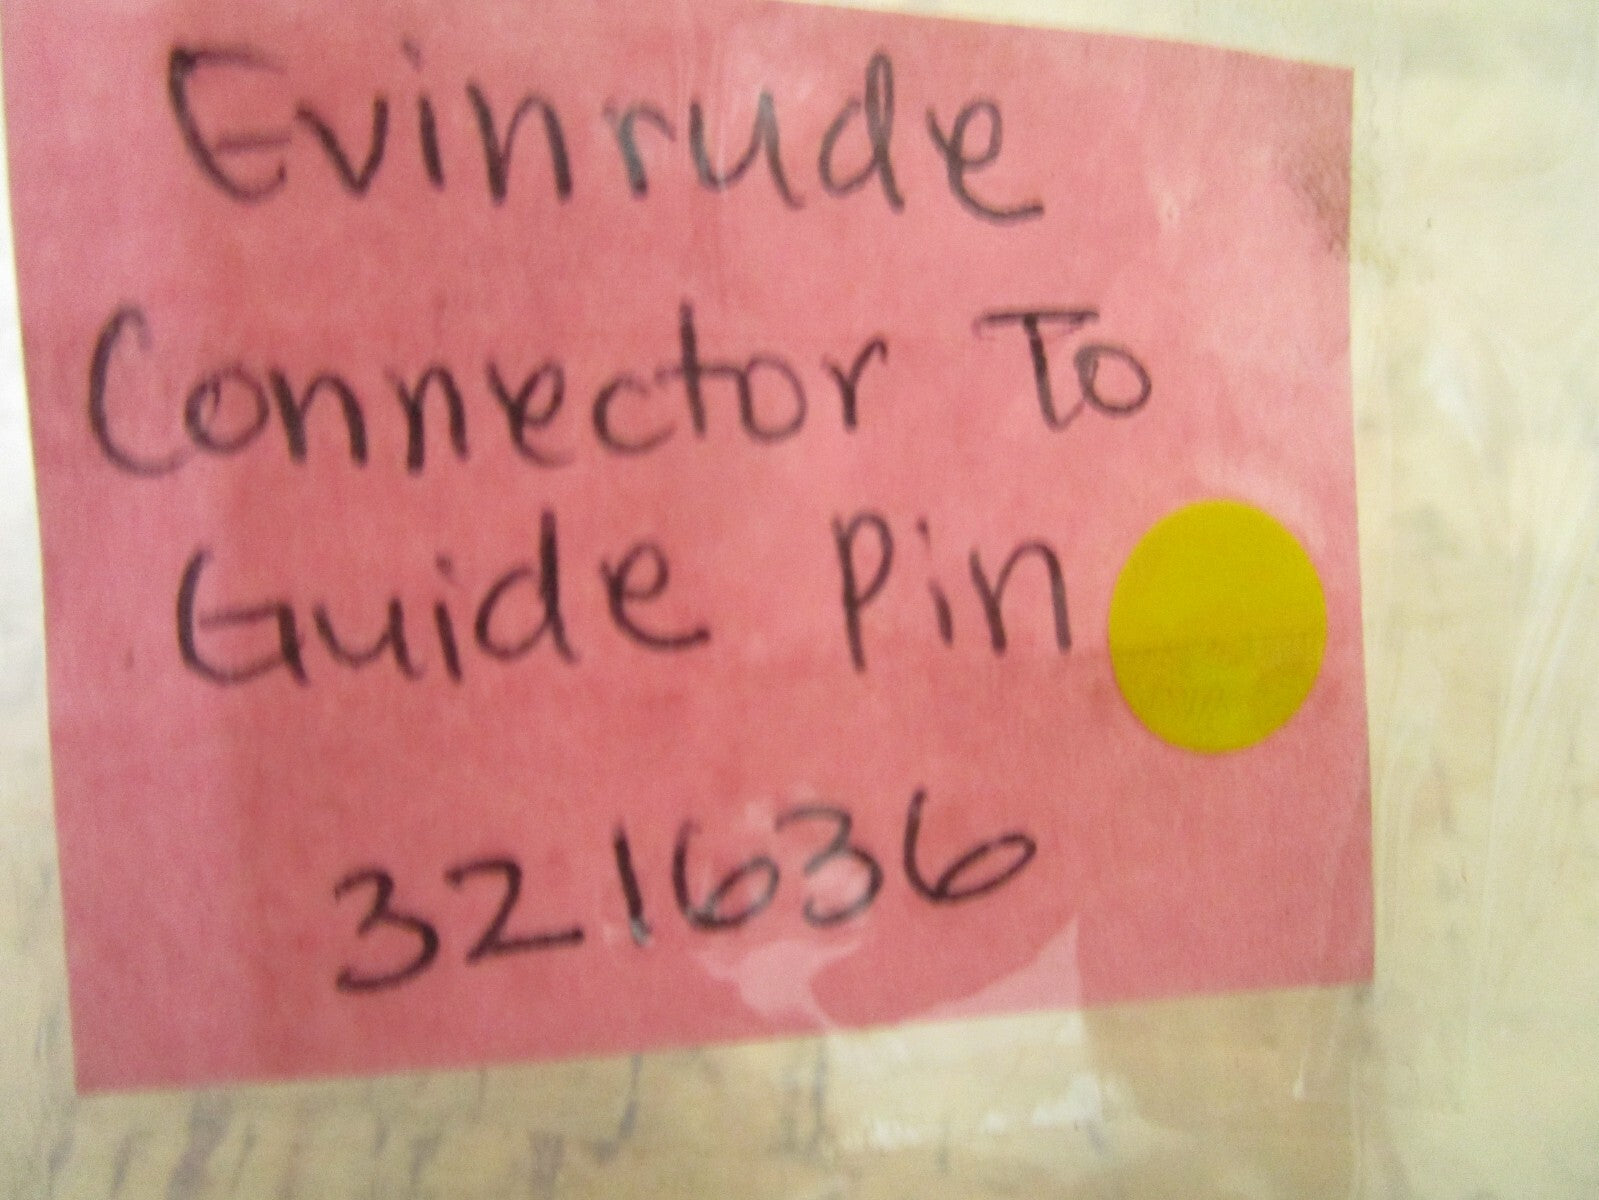 Evinrude
Connector To
Guide Pin
321636